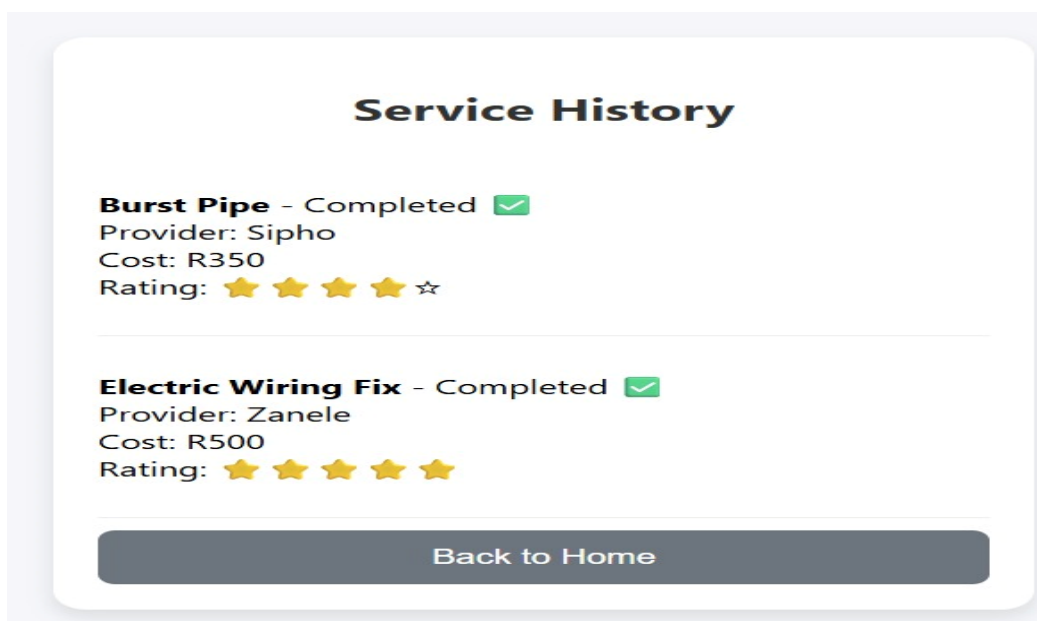 Service History
Burst Pipe - Completed ✅
Provider: Sipho
Cost: R350
Rating: ⭐ ⭐ ⭐ ⭐ ☆
Electric Wiring Fix - Completed ✅
Provider: Zanele
Cost: R500
Rating: ⭐ ⭐ ⭐ ⭐ ⭐
Back to Home